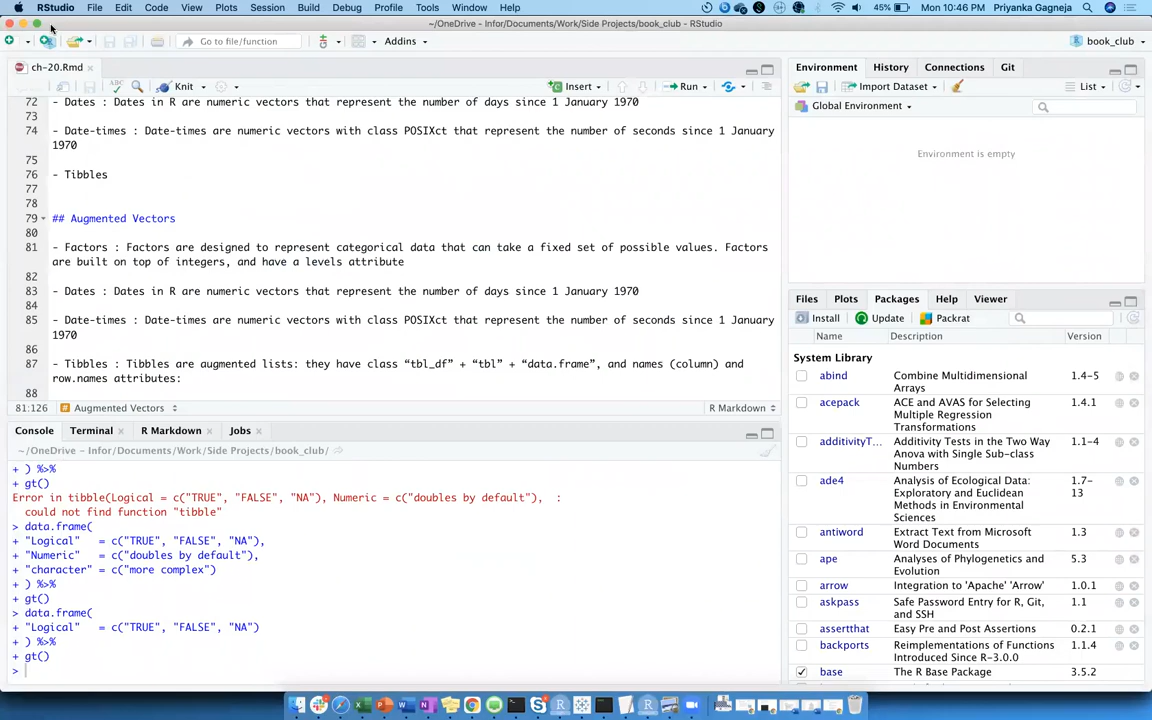 RStudio File Edit Code View Plots Session Build Debug Profile Tools Window Help 45% Mon 10:46 PM Priyanka Gagneja
~/OneDrive - Infor/Documents/Work/Side Projects/book_club - RStudio
Go to file/function Addins book_club
ch-20.Rmd
Knit Insert Run
72 - Dates : Dates in R are numeric vectors that represent the number of days since 1 January 1970
73
74 - Date-times : Date-times are numeric vectors with class POSIXct that represent the number of seconds since 1 January
1970
75
76 - Tibbles
77
78
79 ## Augmented Vectors
80
81 - Factors : Factors are designed to represent categorical data that can take a fixed set of possible values. Factors
are built on top of integers, and have a levels attribute
82
83 - Dates : Dates in R are numeric vectors that represent the number of days since 1 January 1970
84
85 - Date-times : Date-times are numeric vectors with class POSIXct that represent the number of seconds since 1 January
1970
86
87 - Tibbles : Tibbles are augmented lists: they have class “tbl_df” + “tbl” + “data.frame”, and names (column) and
row.names attributes:
88
81:126 Augmented Vectors R Markdown
Console Terminal R Markdown Jobs
~/OneDrive - Infor/Documents/Work/Side Projects/book_club/
+ ) %>%
+ gt()
Error in tibble(Logical = c("TRUE", "FALSE", "NA"), Numeric = c("doubles by default"), :
could not find function "tibble"
> data.frame(
+ "Logical" = c("TRUE", "FALSE", "NA"),
+ "Numeric" = c("doubles by default"),
+ "character" = c("more complex")
+ ) %>%
+ gt()
> data.frame(
+ "Logical" = c("TRUE", "FALSE", "NA")
+ ) %>%
+ gt()
>
Environment History Connections Git
Import Dataset List
Global Environment
Environment is empty
Files Plots Packages Help Viewer
Install Update Packrat
Name Description Version
System Library
abind Combine Multidimensional Arrays 1.4-5
acepack ACE and AVAS for Selecting Multiple Regression Transformations 1.4.1
additivityT... Additivity Tests in the Two Way Anova with Single Sub-class Numbers 1.1-4
ade4 Analysis of Ecological Data: Exploratory and Euclidean Methods in Environmental Sciences 1.7-13
antiword Extract Text from Microsoft Word Documents 1.3
ape Analyses of Phylogenetics and Evolution 5.3
arrow Integration to 'Apache' 'Arrow' 1.0.1
askpass Safe Password Entry for R, Git, and SSH 1.1
assertthat Easy Pre and Post Assertions 0.2.1
backports Reimplementations of Functions Introduced Since R-3.0.0 1.1.4
base The R Base Package 3.5.2